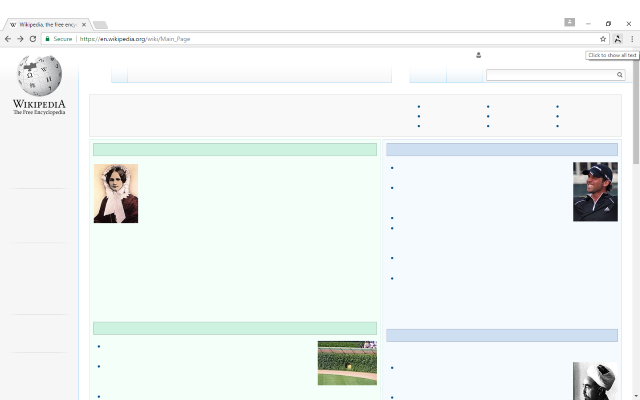 Wikipedia, the free ency
Secure | https://en.wikipedia.org/wiki/Main_Page
Click to show all text
WIKIPEDIA
The Free Encyclopedia